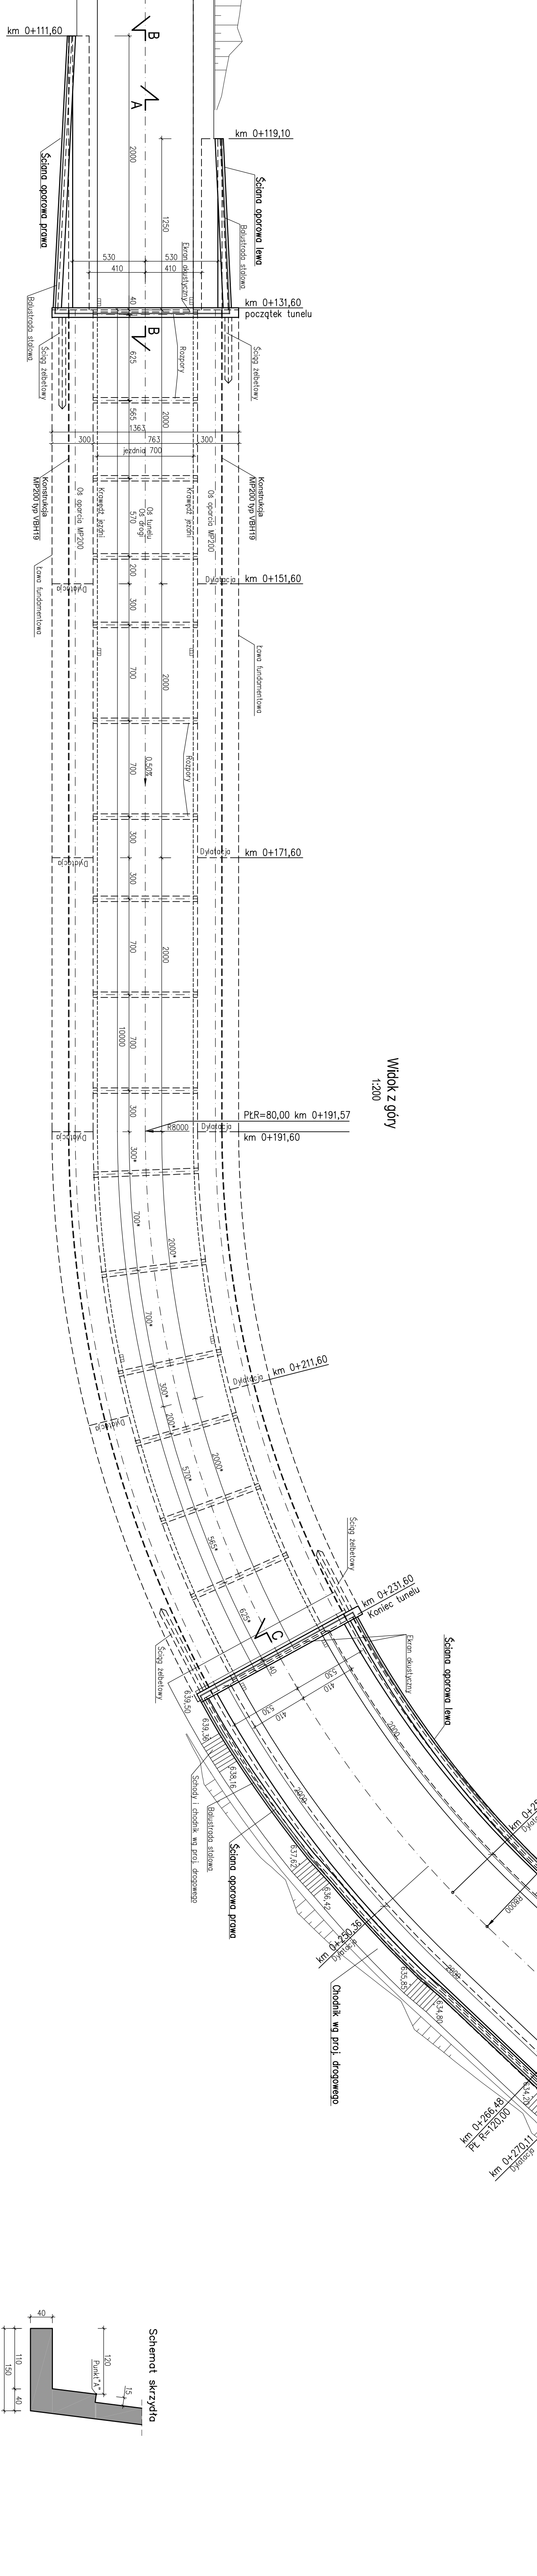 km 0+111,60
B
A
2000
km 0+119,10
Ściana oporowa prawa
Ściana oporowa lewa
Balustrada stalowa
1250
530
530
410
410
Ekran akustyczny
40
km 0+131,60
początek tunelu
Balustrada stalowa
Ściąg żelbetowy
B
625
Rozpory
Ściąg żelbetowy
565
2000
1363
300
763
300
jezdnia 700
Konstrukcja
MP200 typ VBH19
Oś oparcia MP200
Krawędź jezdni
Oś tunelu
Oś drogi
570
Krawędź jezdni
Oś oparcia MP200
Konstrukcja
MP200 typ VBH19
Ława fundamentowa
Dylatacja
200
Dylatacja
km 0+151,60
300
Ława fundamentowa
700
2000
Rozpory
700
0,50%
300
Dylatacja
Dylatacja
km 0+171,60
300
700
2000
10000
700
Widok z góry
1:200
300
PŁR=80,00 km 0+191,57
R8000
Dylatacja
Dylatacja
km 0+191,60
300*
700*
2000*
700*
km 0+211,60
Dylatacja
300*
Dylatacja
200*
570*
2000*
565*
Ściąg żelbetowy
625*
km 0+231,60
Koniec tunelu
C
40
Ekran akustyczny
Ściana oporowa lewa
Ściąg żelbetowy
530
410
410
530
2000
639,50
639,36
638,16
Schody i chodnik wg proj. drogowego
Balustrada stalowa
Ściana oporowa prawa
2000
637,62
636,42
km 0+250,36
Dylatacja
R8000
Chodnik wg proj. drogowego
2000
635,85
634,80
634,20
km 0+266,48
PŁ R=120,00
km 0+270,11
Dylatacja
Schemat skrzydła
40
120
15
Punkt"A"
110
40
150